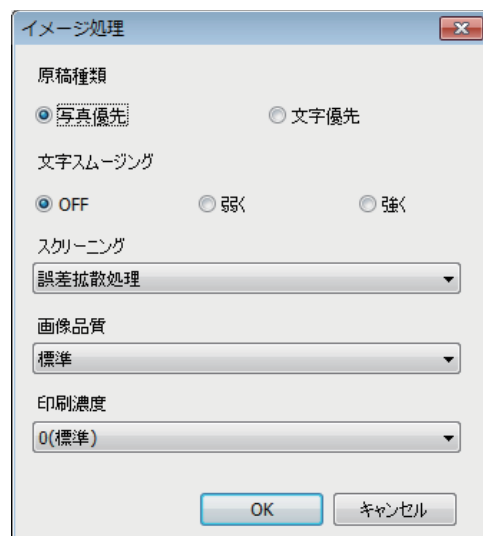 イメージ処理
原稿種類
写真優先 文字優先
文字スムージング
OFF 弱く 強く
スクリーニング
誤差拡散処理
画像品質
標準
印刷濃度
0(標準)
OK キャンセル